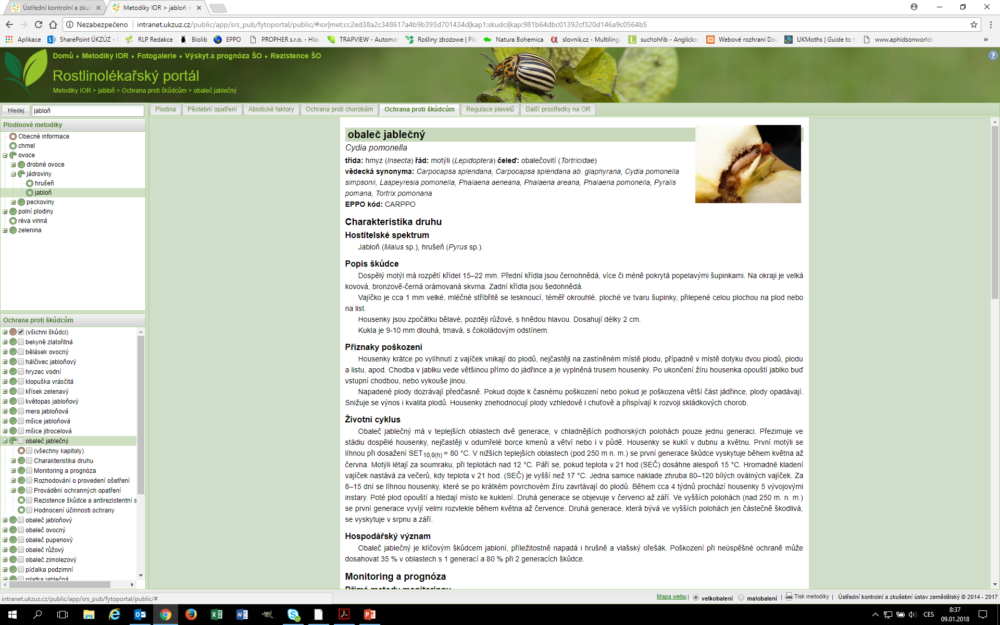 Ústřední kontrolní a zkuš
Metodiky IOR > jabloň >
Nezabezpečeno
intranet.ukzuz.cz/public/app/srs_pub/fytoportal/public/#ior|met:cc2ed38a2c348617a4b9b393d701434d|kap1:skudci|kap:981b64dbc01392cf320d146a9c0564b5
Aplikace SharePoint ÚKZÚZ - RLP Redakce Biolib EPPO PROPHER s.r.o. - Hlav TRAPVIEW - Automat Rośliny zbożowe | Pla Natura Bohemica slovnik.cz - Multilingu suchohřib - Anglicko- Webové rozhraní Doc UKMoths | Guide to t www.aphidsonworlds »
Domů ♦ Metodiky IOR ♦ Fotogalerie ♦ Výskyt a prognóza ŠO ♦ Rezistence ŠO
Rostlinolékařský portál
Metodiky IOR > jabloň > Ochrana proti škůdcům > obaleč jablečný
Hledej jabloň
Plodina Pěstební opatření Abiotické faktory Ochrana proti chorobám Ochrana proti škůdcům Regulace plevelů Další prostředky na OR
Plodinové metodiky
Obecné informace
chmel
ovoce
drobné ovoce
jádroviny
hrušeň
jabloň
peckoviny
polní plodiny
réva vinná
zelenina
Ochrana proti škůdcům
(všichni škůdci)
bekyně zlatořitná
bělásek ovocný
hálčivec jabloňový
hryzec vodní
klopuška vrásčitá
křísek zelenavý
květopas jabloňový
mera jabloňová
mšice jabloňová
mšice jitrocelová
obaleč jablečný
(všechny kapitoly)
Charakteristika druhu
Monitoring a prognóza
Rozhodování o provedení ošetření
Provádění ochranných opatření
Rezistence škůdce a antirezistentní s
Hodnocení účinnosti ochrany
obaleč jabloňový
obaleč ovocný
obaleč pupenový
obaleč růžový
obaleč zimolezový
píďalka podzimní
pilatka jablečná
obaleč jablečný
Cydia pomonella
třída: hmyz (Insecta) řád: motýli (Lepidoptera) čeleď: obalečovití (Tortricidae)
vědecká synonyma: Carpocapsa splendana, Carpocapsa splendana ab. glaphyrana, Cydia pomonella
simpsonii, Laspeyresia pomonella, Phalaena aeneana, Phalaena areana, Phalaena pomonella, Pyralis
pomana, Tortrix pomonana
EPPO kód: CARPPO
Charakteristika druhu
Hostitelské spektrum
Jabloň (Malus sp.), hrušeň (Pyrus sp.).
Popis škůdce
Dospělý motýl má rozpětí křídel 15–22 mm. Přední křídla jsou černohnědá, více či méně pokrytá popelavými šupinkami. Na okraji je velká
kovová, bronzově-černá orámovaná skvrna. Zadní křídla jsou šedohnědá.
Vajíčko je cca 1 mm velké, mléčné stříbřitě se lesknoucí, téměř okrouhlé, ploché ve tvaru šupinky, přilepené celou plochou na plod nebo
na list.
Housenky jsou zpočátku bělavé, později růžové, s hnědou hlavou. Dosahují délky 2 cm.
Kukla je 9-10 mm dlouhá, tmavá, s čokoládovým odstínem.
Příznaky poškození
Housenky krátce po vylíhnutí z vajíček vnikají do plodů, nejčastěji na zastíněném místě plodu, případně v místě dotyku dvou plodů, plodu
a listu, apod. Chodba v jablku vede většinou přímo do jádřince a je vyplněná trusem housenky. Po ukončení žíru housenka opouští jablko buď
vstupní chodbou, nebo vykouše jinou.
Napadené plody dozrávají předčasně. Pokud dojde k časnému poškození nebo pokud je poškozena větší část jádřince, plody opadávají.
Snižuje se výnos i kvalita plodů. Housenky znehodnocují plody vzhledově i chuťově a přispívají k rozvoji skládkových chorob.
Životní cyklus
Obaleč jablečný má v teplejších oblastech dvě generace, v chladnějších podhorských polohách pouze jednu generaci. Přezimuje ve
stádiu dospělé housenky, nejčastěji v odumřelé borce kmenů a větví nebo i v půdě. Housenky se kuklí v dubnu a květnu. První motýli se
líhnou při dosažení SET10,0(h) = 80 °C. V nižších teplejších oblastech (pod 250 m n. m.) se první generace škůdce vyskytuje během května až
června. Motýli létají za soumraku, při teplotách nad 12 °C. Páří se, pokud teplota v 21 hod (SEČ) dosáhne alespoň 15 °C. Hromadné kladení
vajíček nastává za večerů, kdy teplota v 21 hod. (SEČ) je vyšší než 17 °C. Jedna samice naklade zhruba 80–120 bílých oválných vajíček. Za
8–15 dní se líhnou housenky, které se po krátkém povrchovém žíru zavrtávají do plodů. Během cca 4 týdnů prochází housenky 5 vývojovými
instary. Poté plod opouští a hledají místo ke kuklení. Druhá generace se objevuje v červenci až září. Ve vyšších polohách (nad 250 m. n. m.)
se první generace vyvíjí velmi rozvlekle během května až července. Druhá generace, která bývá ve vyšších polohách jen částečně škodlivá,
se vyskytuje v srpnu a září.
Hospodářský význam
Obaleč jablečný je klíčovým škůdcem jabloní, příležitostně napadá i hrušně a vlašský ořešák. Poškození při neúspěšné ochraně může
dosahovat 35 % v oblastech s 1 generací a 80 % při 2 generacích škůdce.
Monitoring a prognóza
Přímé metody monitoringu
intranet.ukzuz.cz/public/app/srs_pub/fytoportal/public/#
Mapa webu | velkobalení malobalení | Tisk metodiky | Ústřední kontrolní a zkušební ústav zemědělský © 2014 - 2017
CES
8:37
09.01.2018